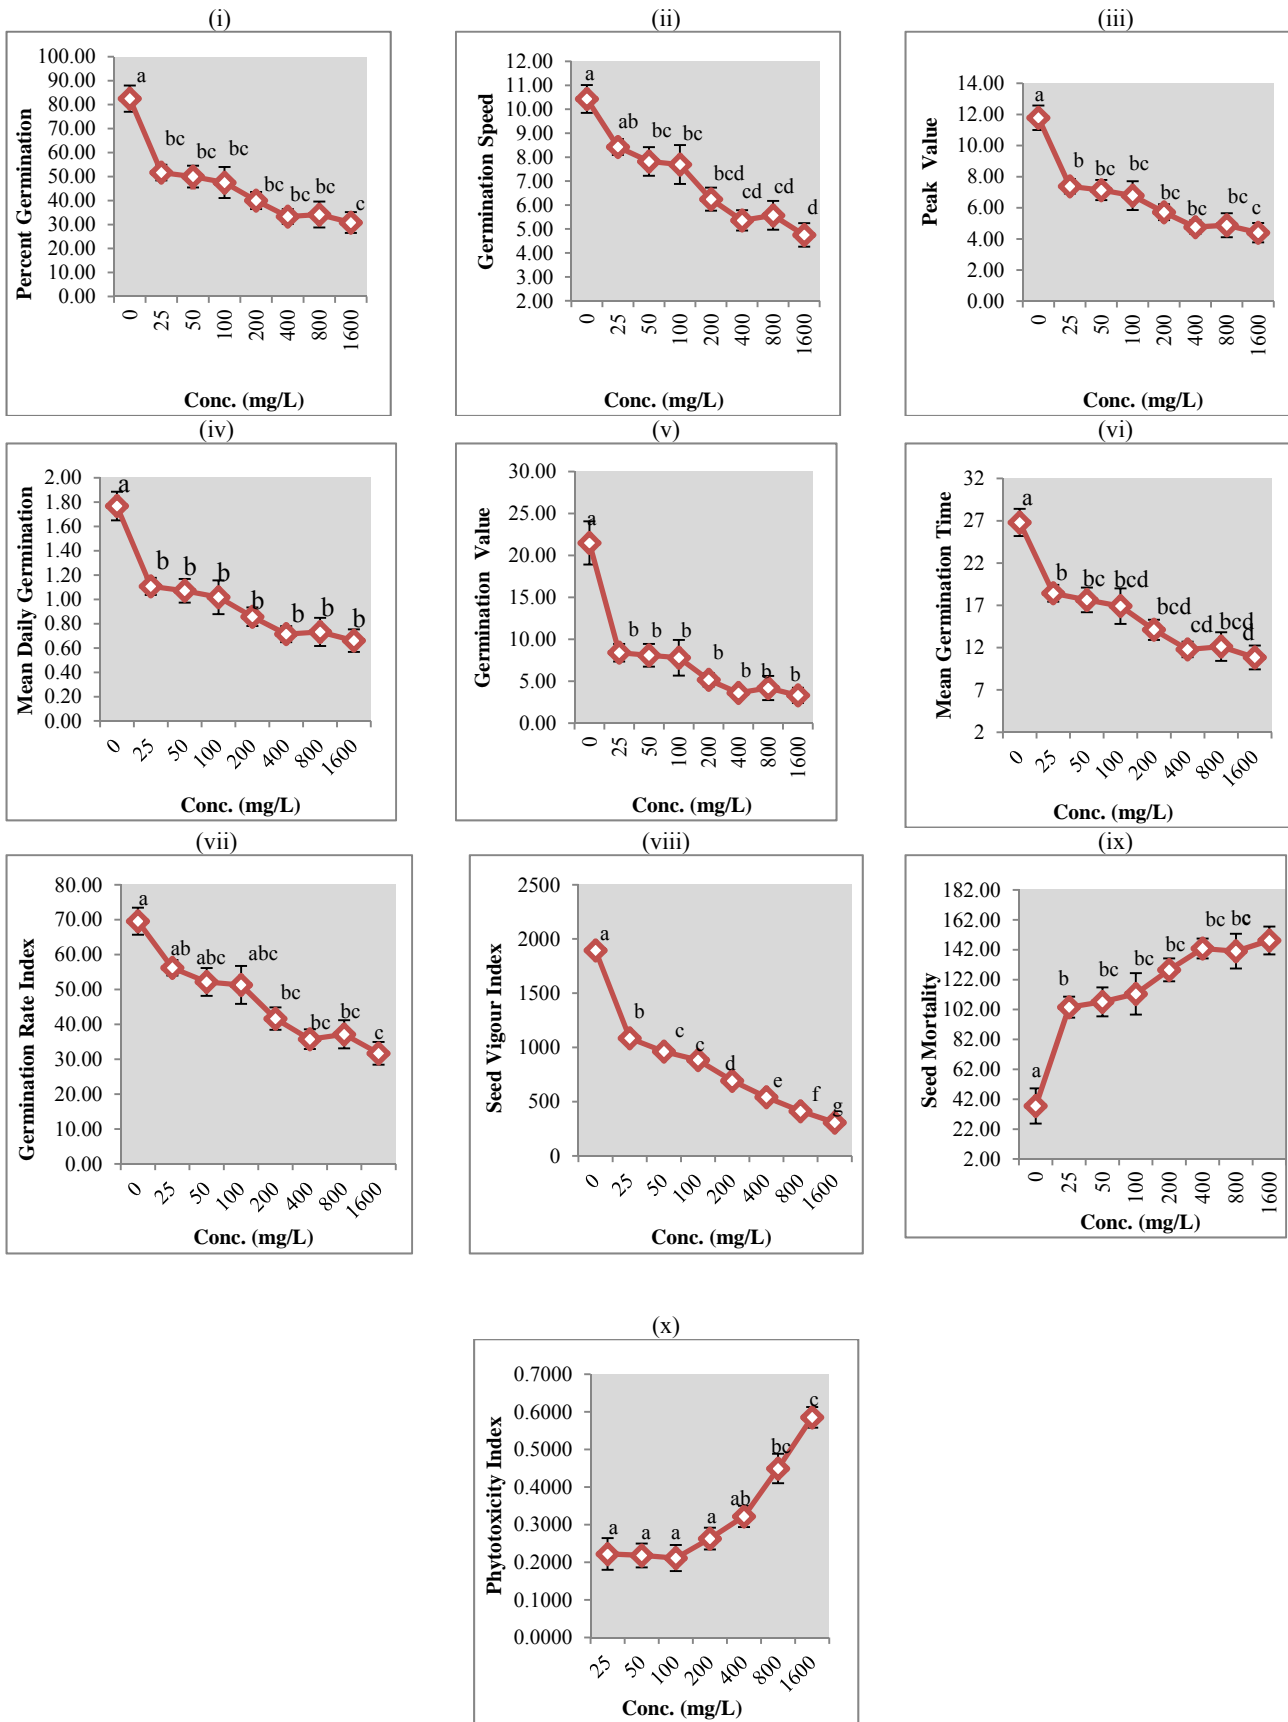 (i)
100.00
90.00
80.00
70.00
60.00
50.00
40.00
30.00
20.00
10.00
0.00
Percent Germination
a
bc
bc
bc
bc
bc
bc
c
0
25
50
100
200
400
800
1600
Conc. (mg/L)
(ii)
12.00
11.00
10.00
9.00
8.00
7.00
6.00
5.00
4.00
3.00
2.00
Germination Speed
a
ab
bc
bc
bcd
cd
cd
d
0
25
50
100
200
400
800
1600
Conc. (mg/L)
(iii)
14.00
12.00
10.00
8.00
6.00
4.00
2.00
0.00
Peak Value
a
b
bc
bc
bc
bc
bc
c
0
25
50
100
200
400
800
1600
Conc. (mg/L)
(iv)
2.00
1.80
1.60
1.40
1.20
1.00
0.80
0.60
0.40
0.20
0.00
Mean Daily Germination
a
b
b
b
b
b
b
b
0
25
50
100
200
400
800
1600
Conc. (mg/L)
(v)
30.00
25.00
20.00
15.00
10.00
5.00
0.00
Germination Value
a
b
b
b
b
b
b
b
0
25
50
100
200
400
800
1600
Conc. (mg/L)
(vi)
32
27
22
17
12
7
2
Mean Germination Time
a
b
bc
bcd
bcd
cd
bcd
d
0
25
50
100
200
400
800
1600
Conc. (mg/L)
(vii)
80.00
70.00
60.00
50.00
40.00
30.00
20.00
10.00
0.00
Germination Rate Index
a
ab
abc
abc
bc
bc
bc
c
0
25
50
100
200
400
800
1600
Conc. (mg/L)
(viii)
2500
2000
1500
1000
500
0
Seed Vigour Index
a
b
c
c
d
e
f
g
0
25
50
100
200
400
800
1600
Conc. (mg/L)
(ix)
182.00
162.00
142.00
122.00
102.00
82.00
62.00
42.00
22.00
2.00
Seed Mortality
a
b
bc
bc
bc
bc
bc
c
0
25
50
100
200
400
800
1600
Conc. (mg/L)
(x)
0.7000
0.6000
0.5000
0.4000
0.3000
0.2000
0.1000
0.0000
Phytotoxicity Index
a
a
a
a
ab
bc
c
25
50
100
200
400
800
1600
Conc. (mg/L)